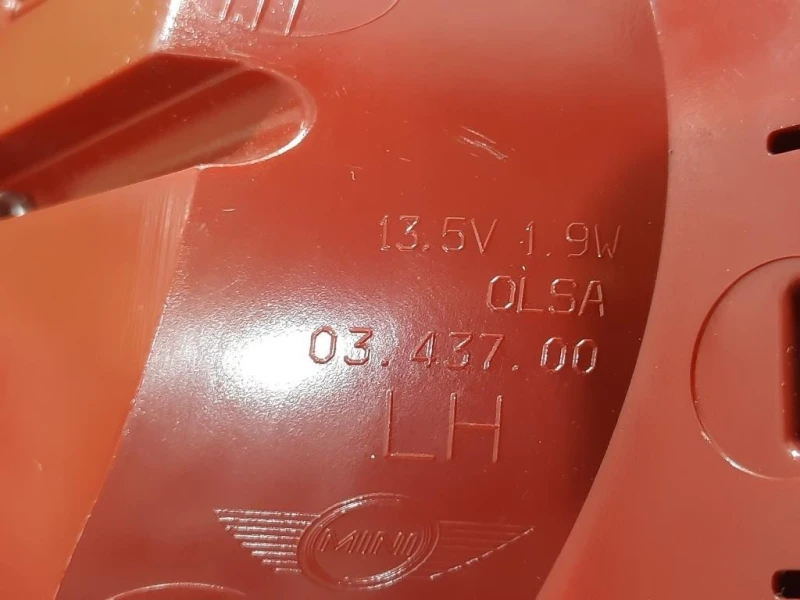 13.5V 1.9W
OLSA
03.437.00
LH
MINI